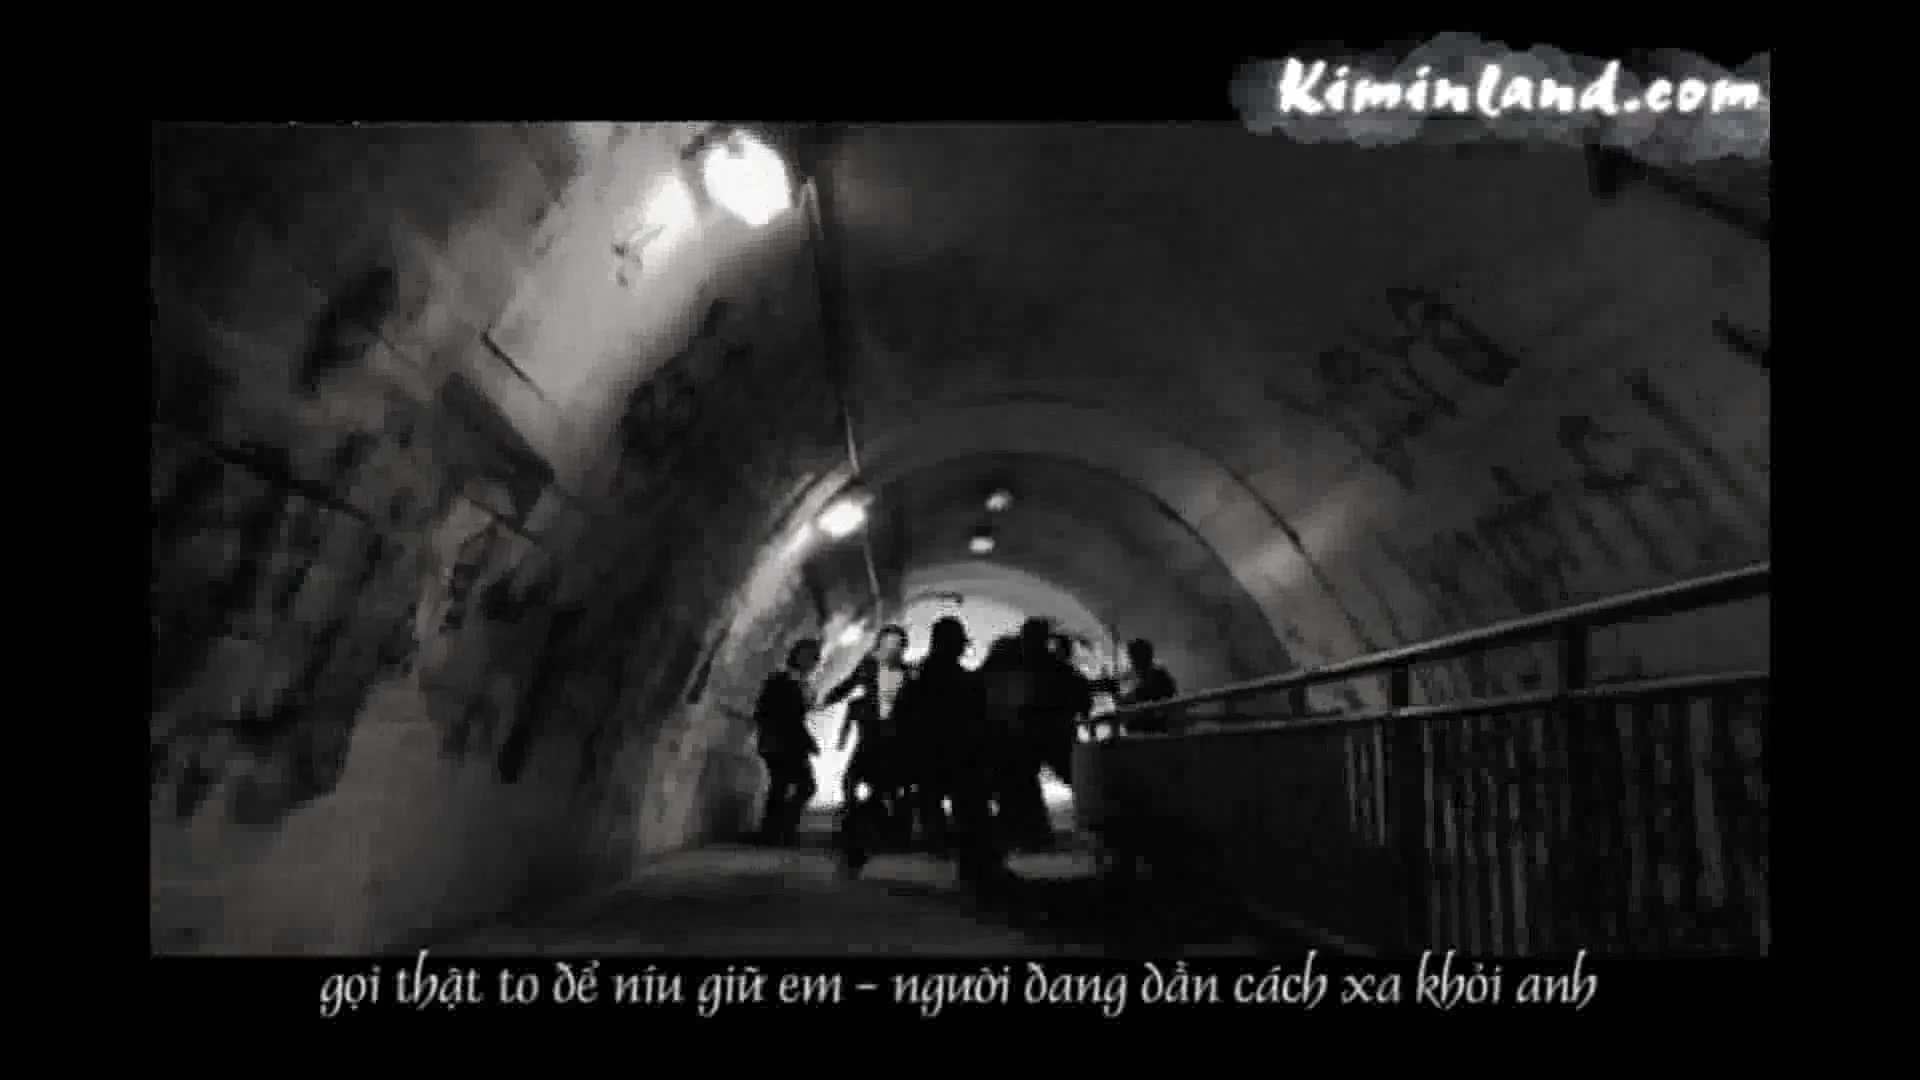 Kiminland.com
gọi thật to để níu giữ em - người đang dần cách xa khỏi anh